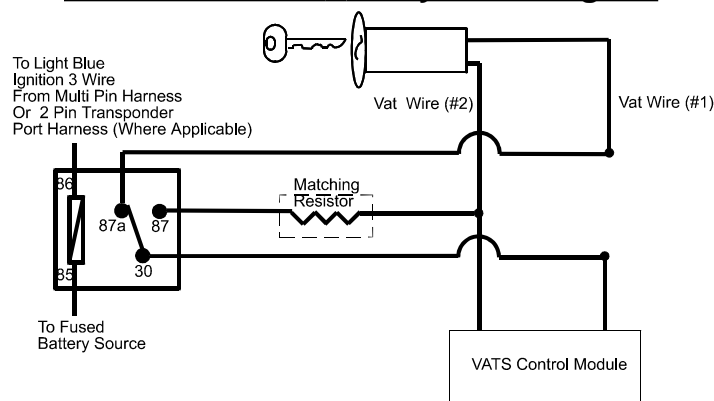 To Light Blue
Ignition 3 Wire
From Multi Pin Harness
Or 2 Pin Transponder
Port Harness (Where Applicable)
Vat Wire (#2)
Vat Wire (#1)
86
Matching
Resistor
87a
87
85
30
To Fused
Battery Source
VATS Control Module